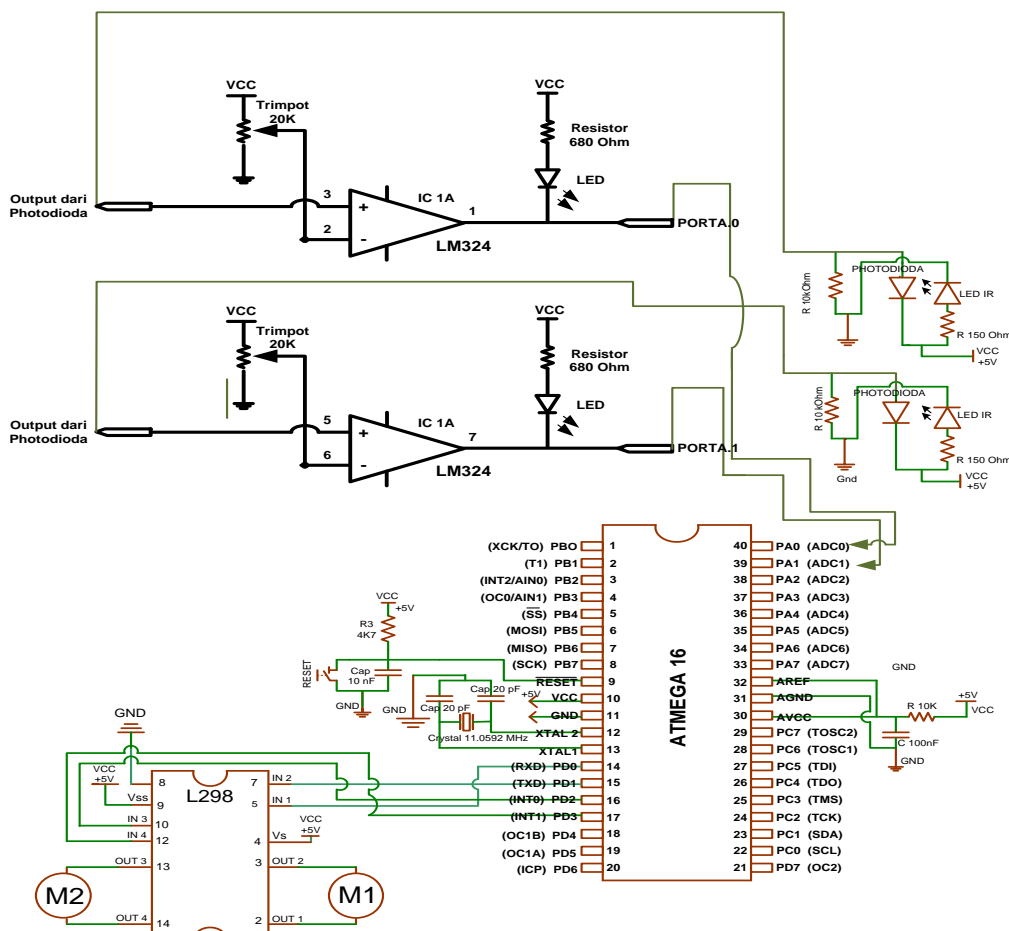 VCC
Trimpot
20K
VCC
Resistor
680 Ohm
LED
Output dari
Photodioda
3
+
2
-
IC 1A
1
LM324
PORTA.0
R 10kOhm
PHOTODIODA
LED IR
R 150 Ohm
VCC
+5V
VCC
Trimpot
20K
VCC
Resistor
680 Ohm
LED
Output dari
Photodioda
5
+
6
-
IC 1A
7
LM324
PORTA.1
R 10 kOhm
PHOTODIODA
LED IR
R 150 Ohm
Gnd
VCC
+5V
ATMEGA 16
(XCK/TO) PBO 1
(T1) PB1 2
(INT2/AIN0) PB2 3
(OC0/AIN1) PB3 4
(SS) PB4 5
(MOSI) PB5 6
(MISO) PB6 7
(SCK) PB7 8
RESET 9
VCC 10
GND 11
XTAL 2 12
XTAL1 13
(RXD) PD0 14
(TXD) PD1 15
(INT0) PD2 16
(INT1) PD3 17
(OC1B) PD4 18
(OC1A) PD5 19
(ICP) PD6 20
40 PA0 (ADC0)
39 PA1 (ADC1)
38 PA2 (ADC2)
37 PA3 (ADC3)
36 PA4 (ADC4)
35 PA5 (ADC5)
34 PA6 (ADC6)
33 PA7 (ADC7)
32 AREF
31 AGND
30 AVCC
29 PC7 (TOSC2)
28 PC6 (TOSC1)
27 PC5 (TDI)
26 PC4 (TDO)
25 PC3 (TMS)
24 PC2 (TCK)
23 PC1 (SDA)
22 PC0 (SCL)
21 PD7 (OC2)
GND
R 10K
+5V
VCC
C 100nF
GND
VCC
+5V
R3
4K7
RESET
Cap
10 nF
GND
GND
Cap 20 pF
Cap 20 pF
+5V
Crystal 11.0592 MHz
GND
VCC
+5V
L298
8
Vss 9
IN 3 10
IN 4 12
OUT 3 13
OUT 4 14
7 IN 2
5 IN 1
4 Vs
VCC
+5V
3 OUT 2
2 OUT 1
M2
M1